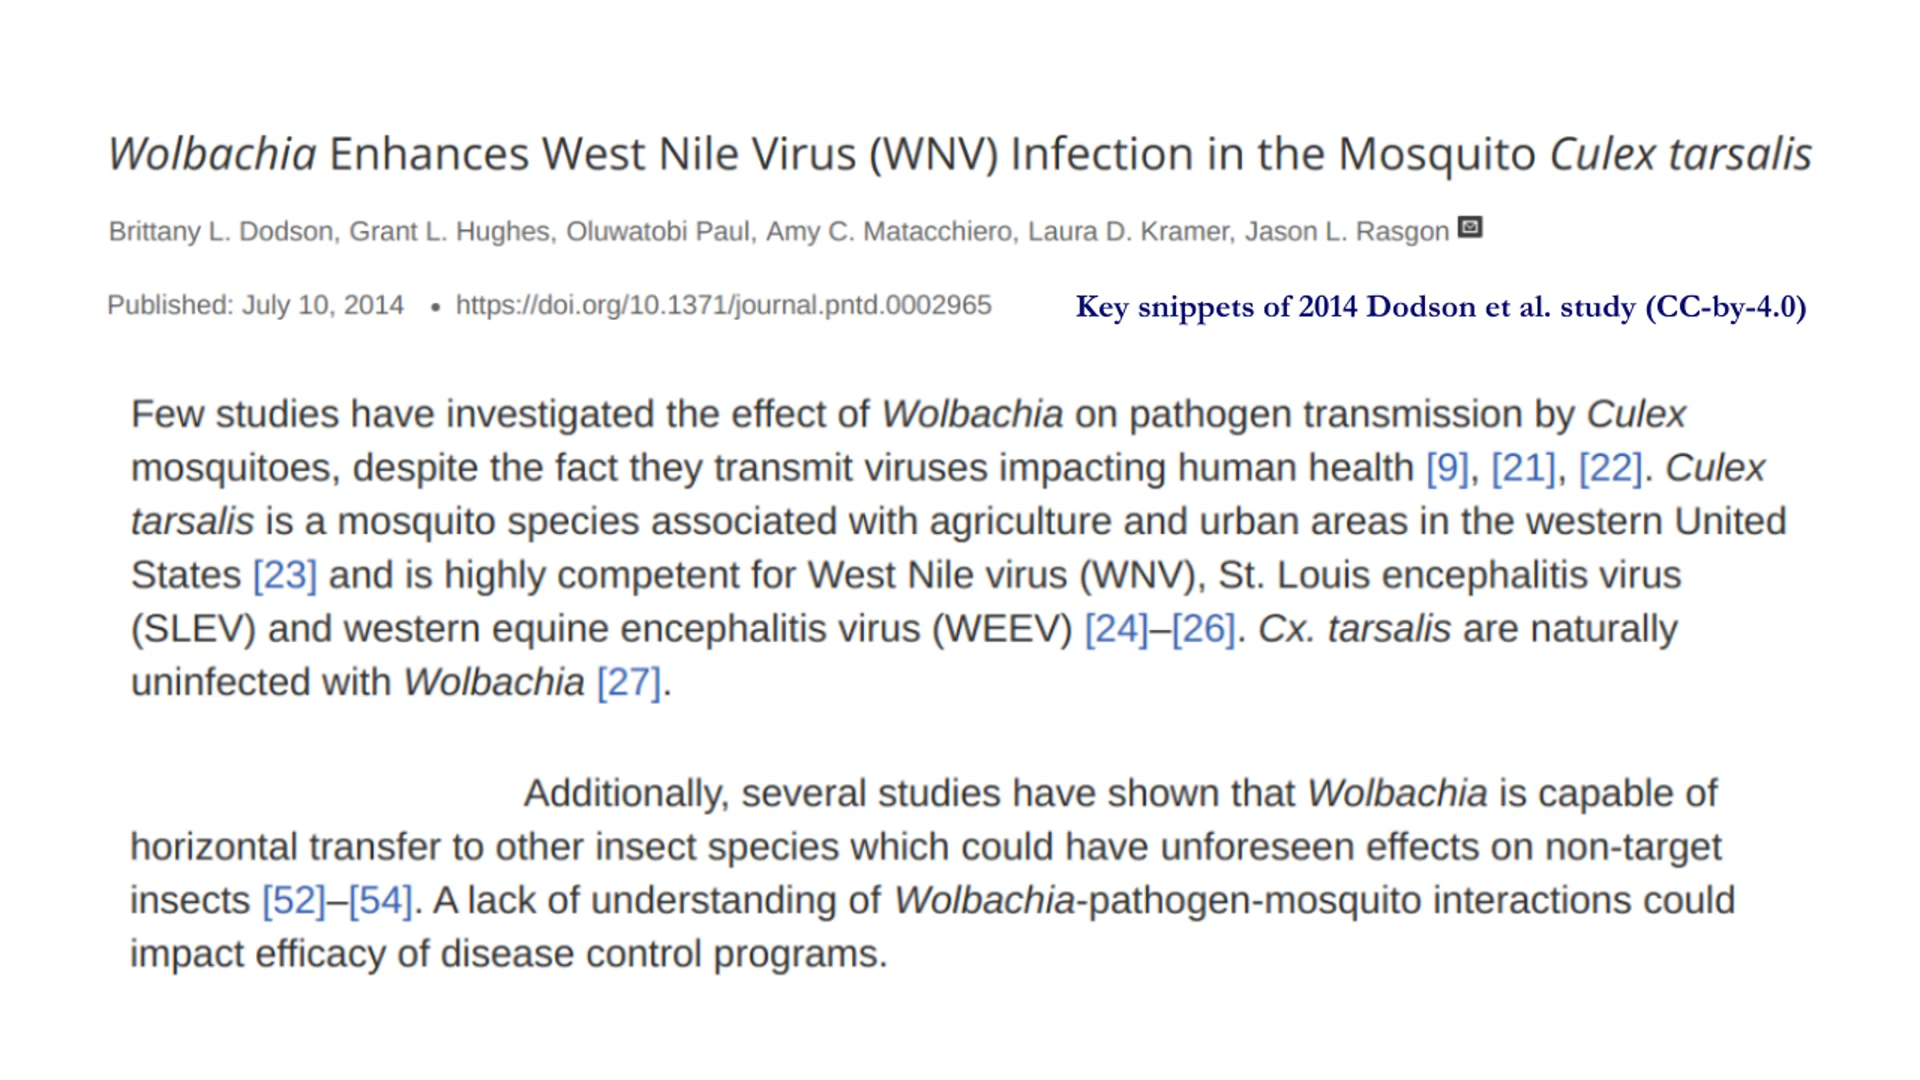 Wolbachia Enhances West Nile Virus (WNV) Infection in the Mosquito Culex tarsalis
Brittany L. Dodson, Grant L. Hughes, Oluwatobi Paul, Amy C. Matacchiero, Laura D. Kramer, Jason L. Rasgon
Published: July 10, 2014 • https://doi.org/10.1371/journal.pntd.0002965
Key snippets of 2014 Dodson et al. study (CC-by-4.0)
Few studies have investigated the effect of Wolbachia on pathogen transmission by Culex
mosquitoes, despite the fact they transmit viruses impacting human health [9], [21], [22]. Culex
tarsalis is a mosquito species associated with agriculture and urban areas in the western United
States [23] and is highly competent for West Nile virus (WNV), St. Louis encephalitis virus
(SLEV) and western equine encephalitis virus (WEEV) [24]–[26]. Cx. tarsalis are naturally
uninfected with Wolbachia [27].
Additionally, several studies have shown that Wolbachia is capable of
horizontal transfer to other insect species which could have unforeseen effects on non-target
insects [52]–[54]. A lack of understanding of Wolbachia-pathogen-mosquito interactions could
impact efficacy of disease control programs.